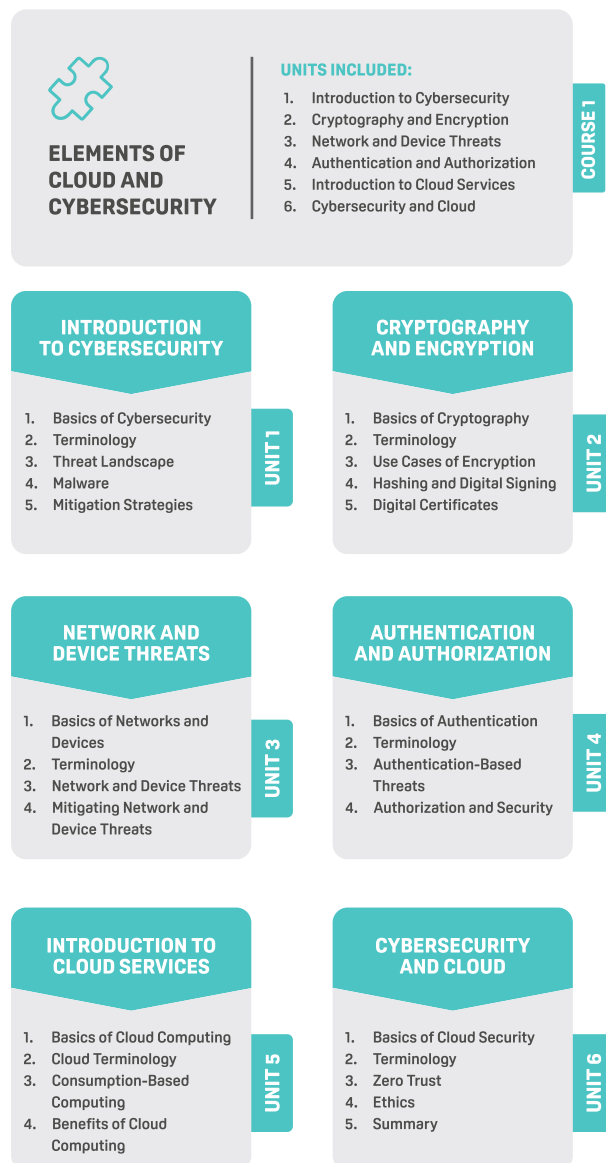 ELEMENTS OF
CLOUD AND
CYBERSECURITY
UNITS INCLUDED:
1. Introduction to Cybersecurity
2. Cryptography and Encryption
3. Network and Device Threats
4. Authentication and Authorization
5. Introduction to Cloud Services
6. Cybersecurity and Cloud
COURSE 1
INTRODUCTION
TO CYBERSECURITY
1. Basics of Cybersecurity
2. Terminology
3. Threat Landscape
4. Malware
5. Mitigation Strategies
UNIT 1
CRYPTOGRAPHY
AND ENCRYPTION
1. Basics of Cryptography
2. Terminology
3. Use Cases of Encryption
4. Hashing and Digital Signing
5. Digital Certificates
UNIT 2
NETWORK AND
DEVICE THREATS
1. Basics of Networks and
Devices
2. Terminology
3. Network and Device Threats
4. Mitigating Network and
Device Threats
UNIT 3
AUTHENTICATION
AND AUTHORIZATION
1. Basics of Authentication
2. Terminology
3. Authentication-Based
Threats
4. Authorization and Security
UNIT 4
INTRODUCTION TO
CLOUD SERVICES
1. Basics of Cloud Computing
2. Cloud Terminology
3. Consumption-Based
Computing
4. Benefits of Cloud
Computing
UNIT 5
CYBERSECURITY
AND CLOUD
1. Basics of Cloud Security
2. Terminology
3. Zero Trust
4. Ethics
5. Summary
UNIT 6